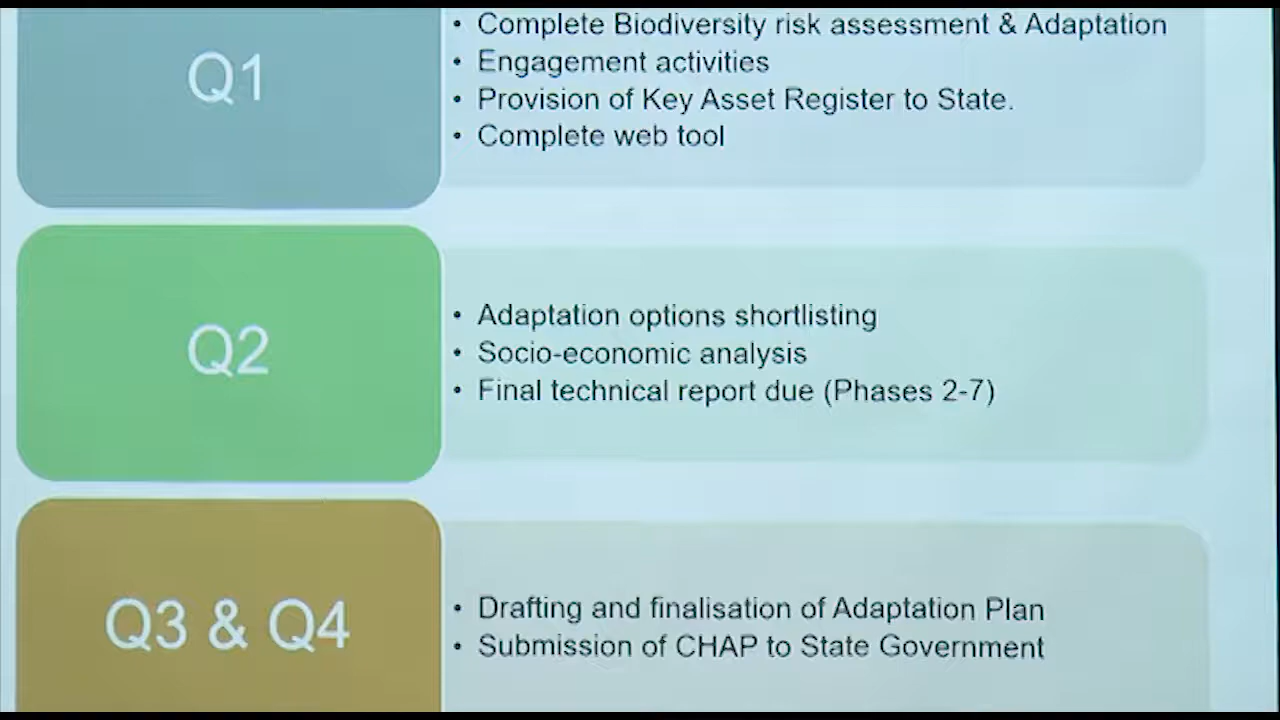 Q1
• Complete Biodiversity risk assessment & Adaptation
• Engagement activities
• Provision of Key Asset Register to State.
• Complete web tool
Q2
• Adaptation options shortlisting
• Socio-economic analysis
• Final technical report due (Phases 2-7)
Q3 & Q4
• Drafting and finalisation of Adaptation Plan
• Submission of CHAP to State Government